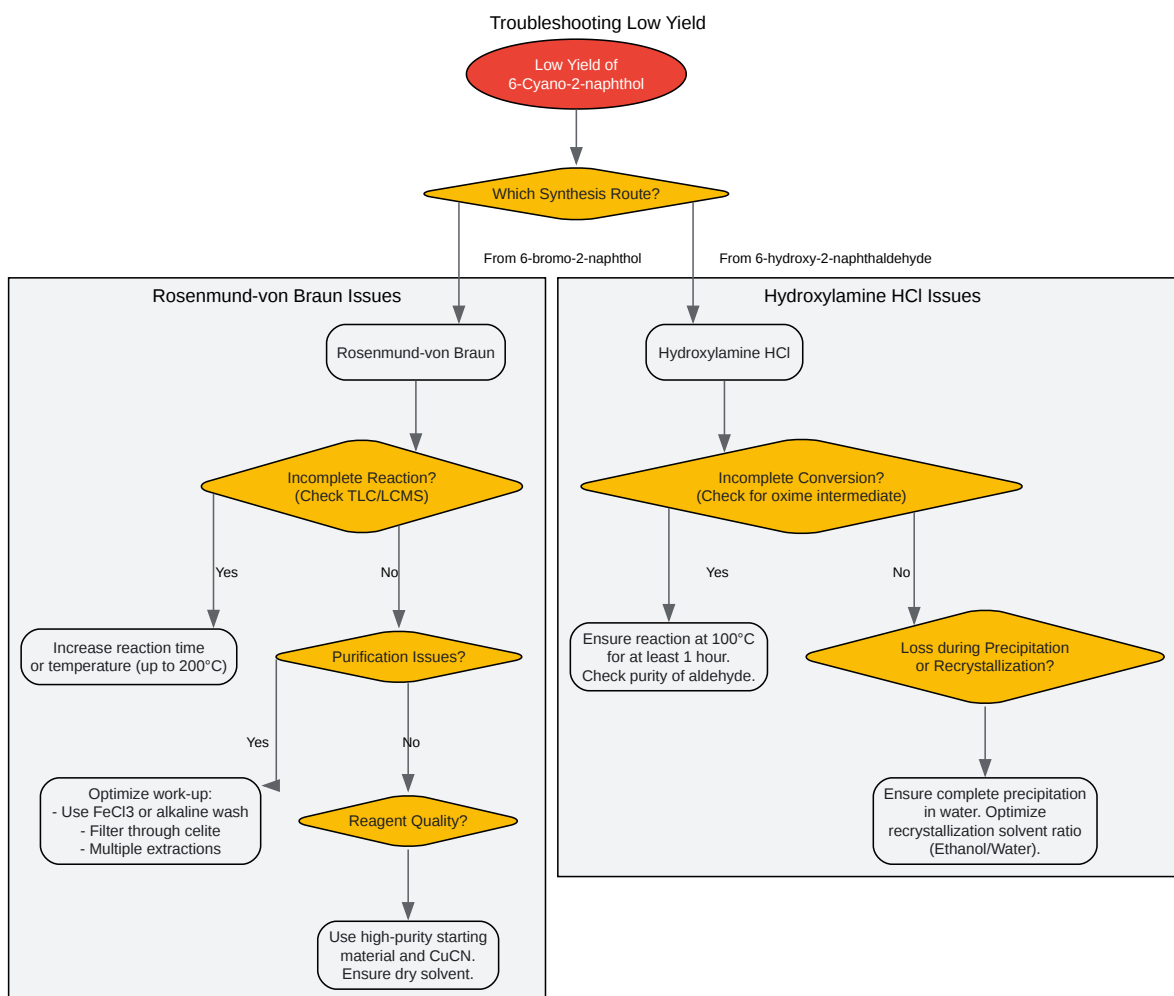 Troubleshooting Low Yield
Low Yield of
6-Cyano-2-naphthol
Which Synthesis Route?
From 6-bromo-2-naphthol
From 6-hydroxy-2-naphthaldehyde
Rosenmund-von Braun Issues
Rosenmund-von Braun
Incomplete Reaction?
(Check TLC/LCMS)
Yes
No
Increase reaction time
or temperature (up to 200°C)
Purification Issues?
Yes
No
Optimize work-up:
- Use FeCl3 or alkaline wash
- Filter through celite
- Multiple extractions
Reagent Quality?
Use high-purity starting
material and CuCN.
Ensure dry solvent.
Hydroxylamine HCl Issues
Hydroxylamine HCl
Incomplete Conversion?
(Check for oxime intermediate)
Yes
No
Ensure reaction at 100°C
for at least 1 hour.
Check purity of aldehyde.
Loss during Precipitation
or Recrystallization?
Ensure complete precipitation
in water. Optimize
recrystallization solvent ratio
(Ethanol/Water).